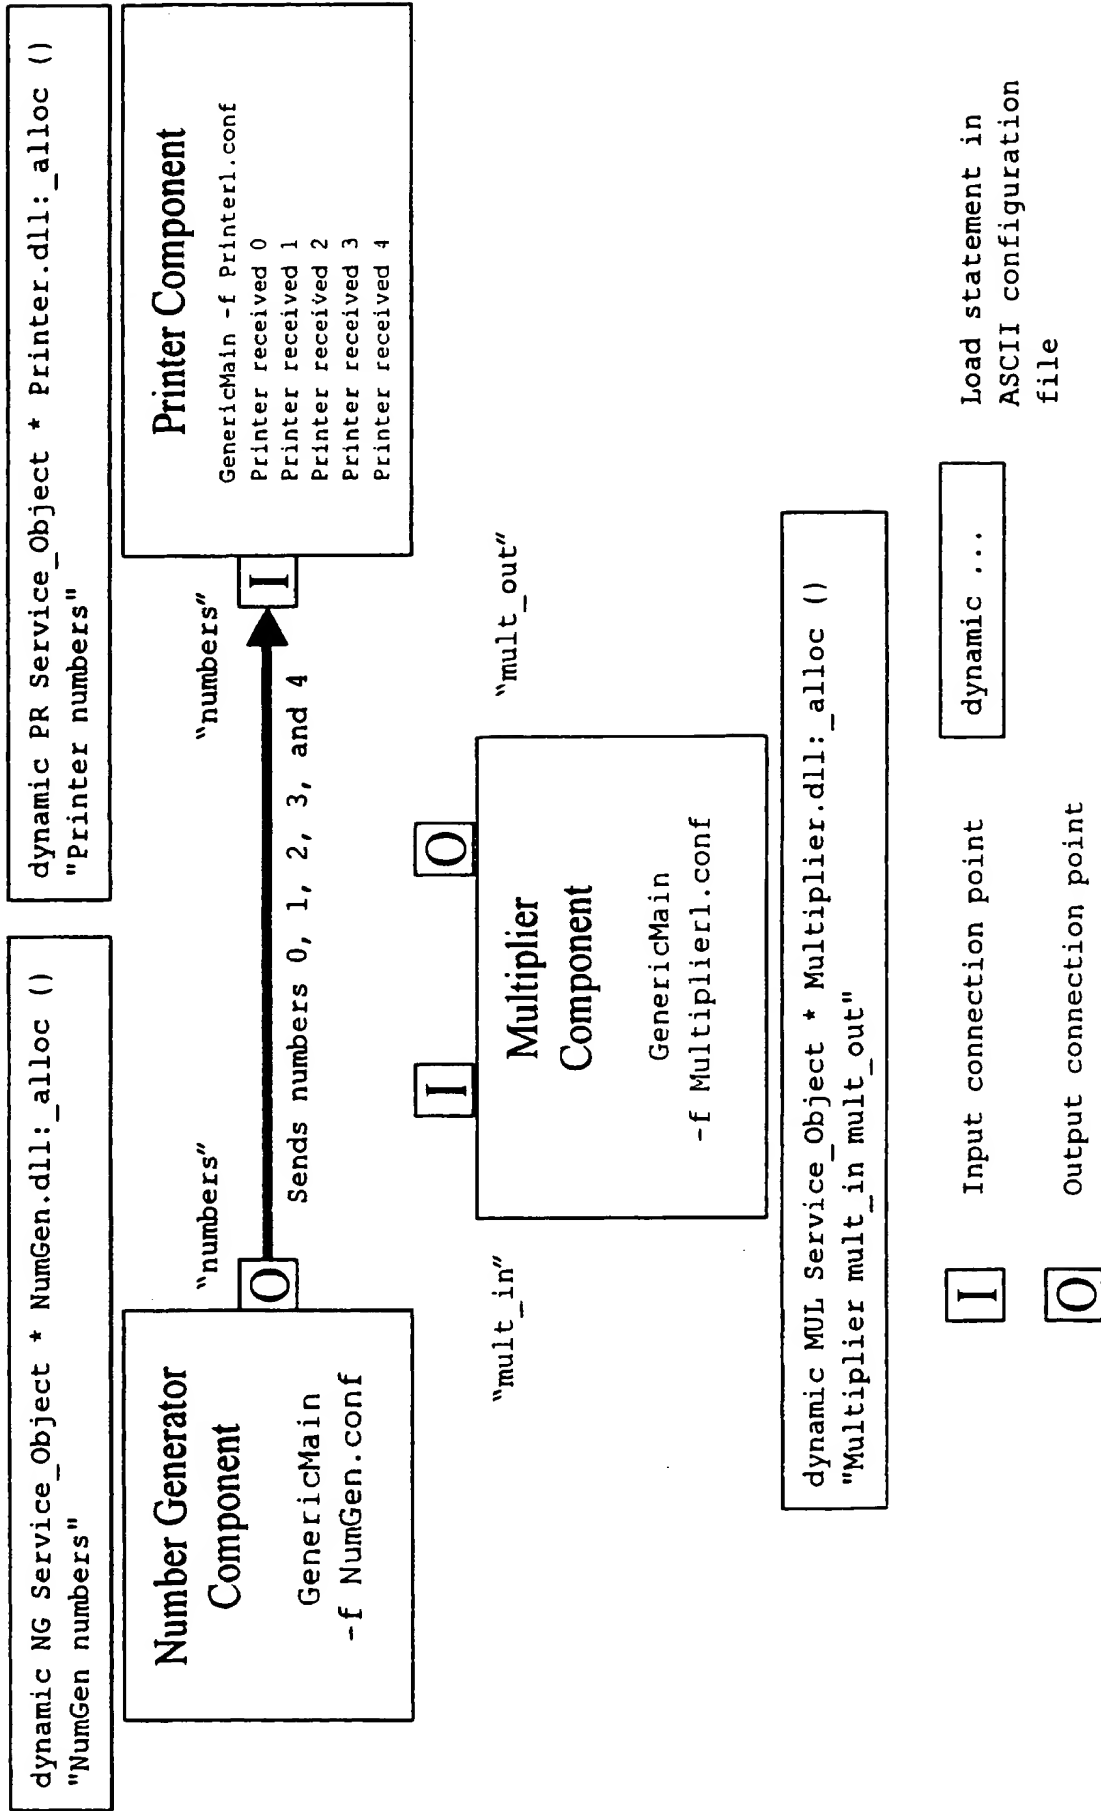 dynamic NG Service_Object * NumGen.dll:_alloc ()
"NumGen numbers"
dynamic PR Service_Object * Printer.dll:_alloc ()
"Printer numbers"
Number Generator
Component
GenericMain
-f NumGen.conf
"numbers"
O
Sends numbers 0, 1, 2, 3, and 4
"numbers"
I
Printer Component
GenericMain -f Printer1.conf
Printer received 0
Printer received 1
Printer received 2
Printer received 3
Printer received 4
"mult_in"
I
O
"mult_out"
Multiplier
Component
GenericMain
-f Multiplier1.conf
dynamic MUL Service_Object * Multiplier.dll:_alloc ()
"Multiplier mult_in mult_out"
I
Input connection point
O
Output connection point
dynamic ...
Load statement in
ASCII configuration
file